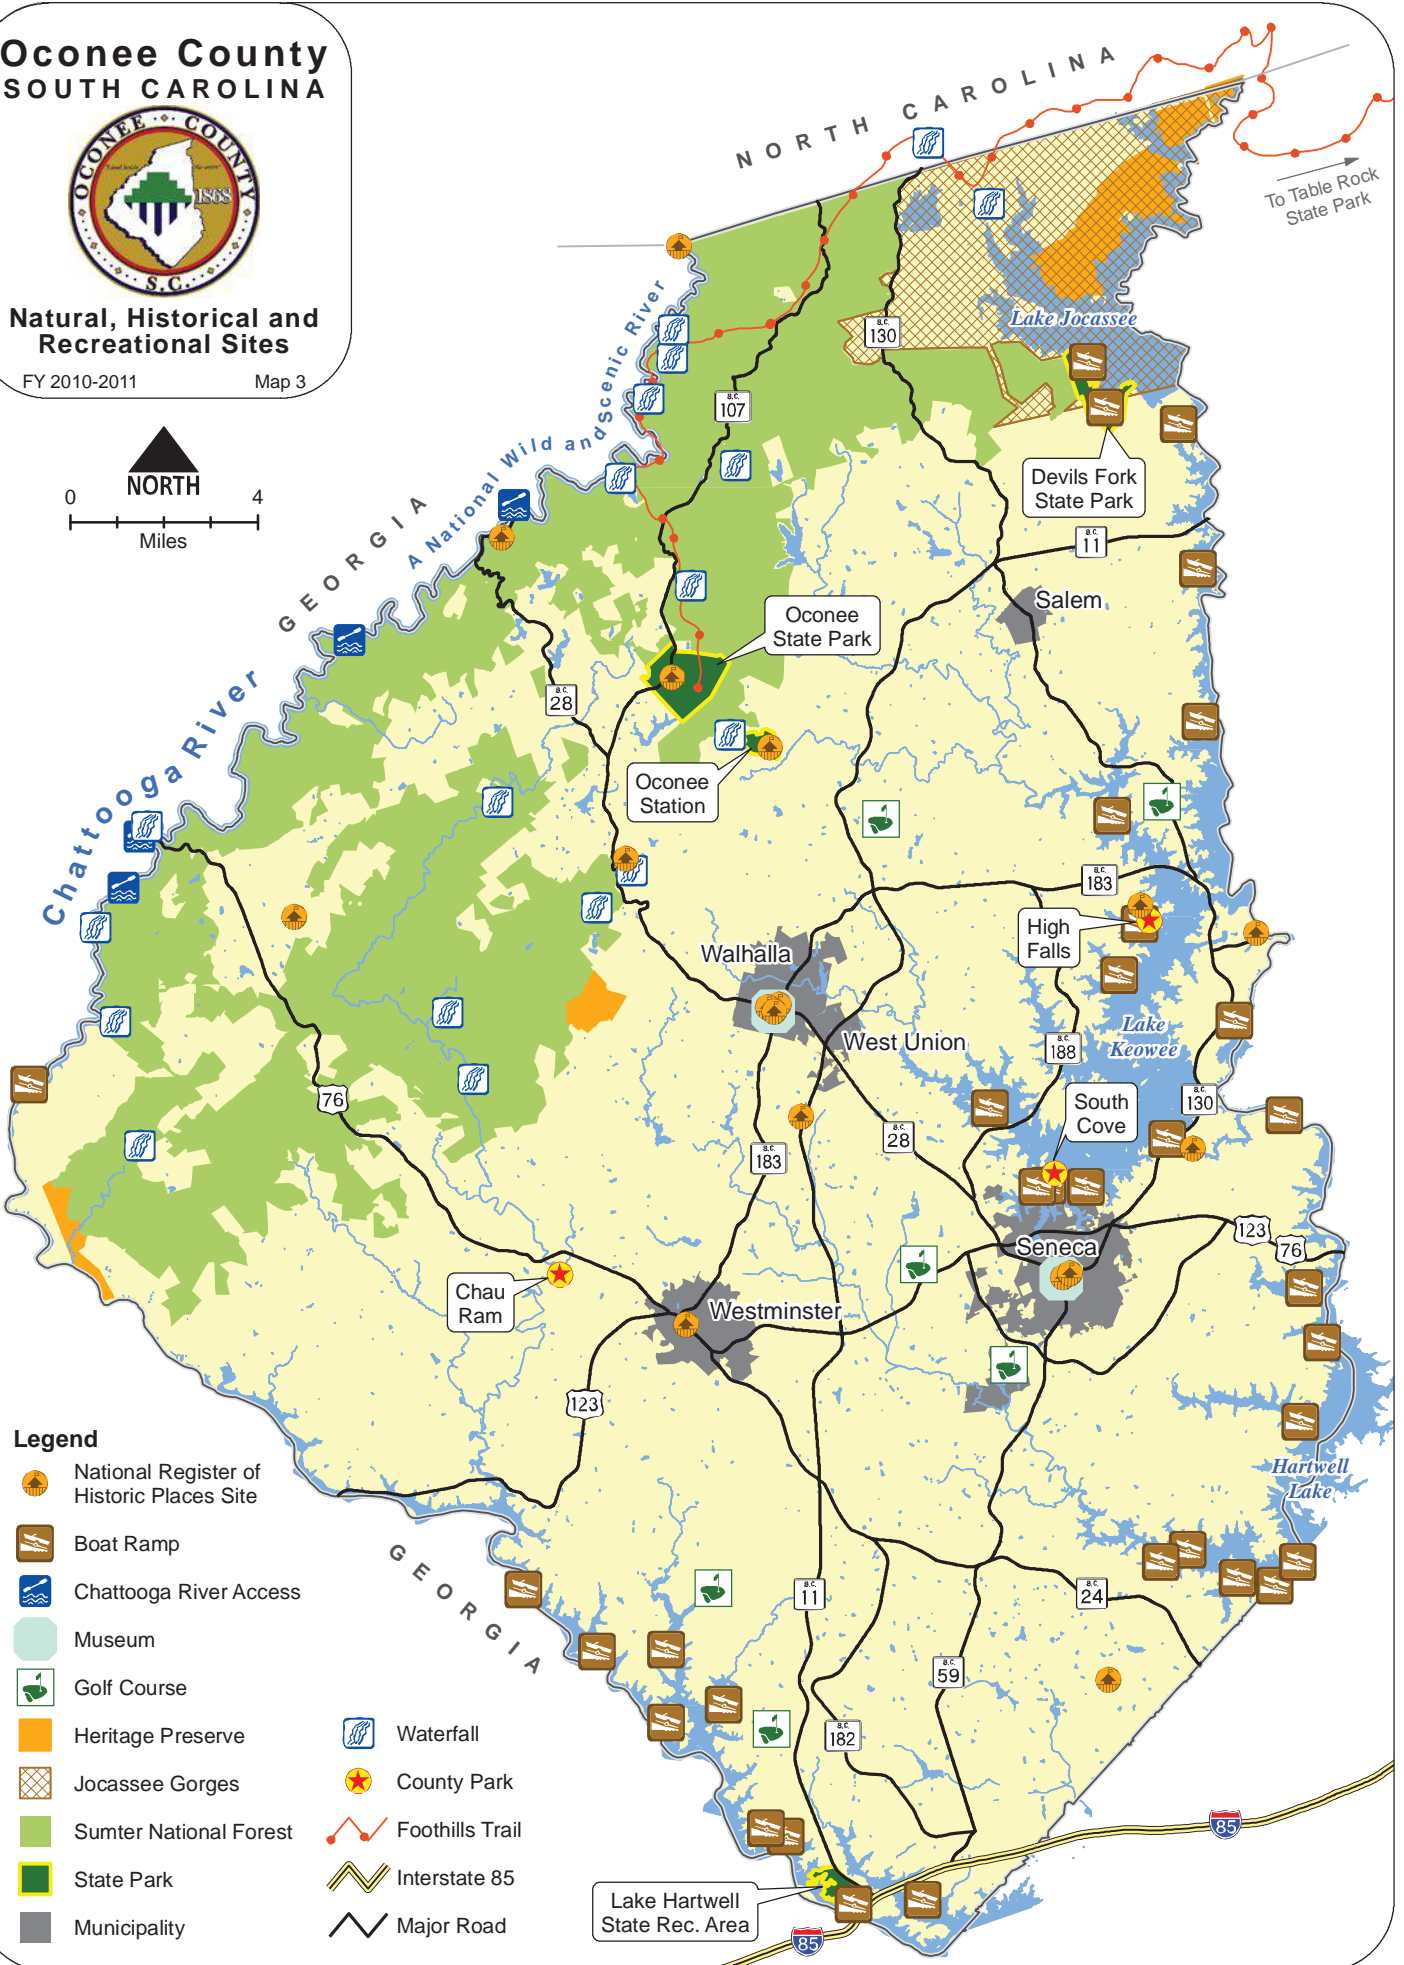 Oconee County
SOUTH CAROLINA
OCONEE COUNTY
1868
S.C.
Natural, Historical and
Recreational Sites
FY 2010-2011
Map 3
NORTH
0
4
Miles
NORTH CAROLINA
To Table Rock
State Park
GEORGIA
A National Wild and Scenic River
Chattooga River
Lake Jocassee
S.C.
130
S.C.
107
Devils Fork
State Park
S.C.
11
Salem
Oconee
State Park
S.C.
28
Oconee
Station
S.C.
183
High
Falls
Walhalla
West Union
Lake
Keowee
S.C.
188
76
South
Cove
S.C.
130
S.C.
28
S.C.
183
123
76
Seneca
Chau
Ram
Westminster
123
Hartwell
Lake
GEORGIA
S.C.
11
S.C.
24
S.C.
59
S.C.
182
85
Lake Hartwell
State Rec. Area
85
Legend
National Register of
Historic Places Site
Boat Ramp
Chattooga River Access
Museum
Golf Course
Heritage Preserve
Jocassee Gorges
Sumter National Forest
State Park
Municipality
Waterfall
County Park
Foothills Trail
Interstate 85
Major Road